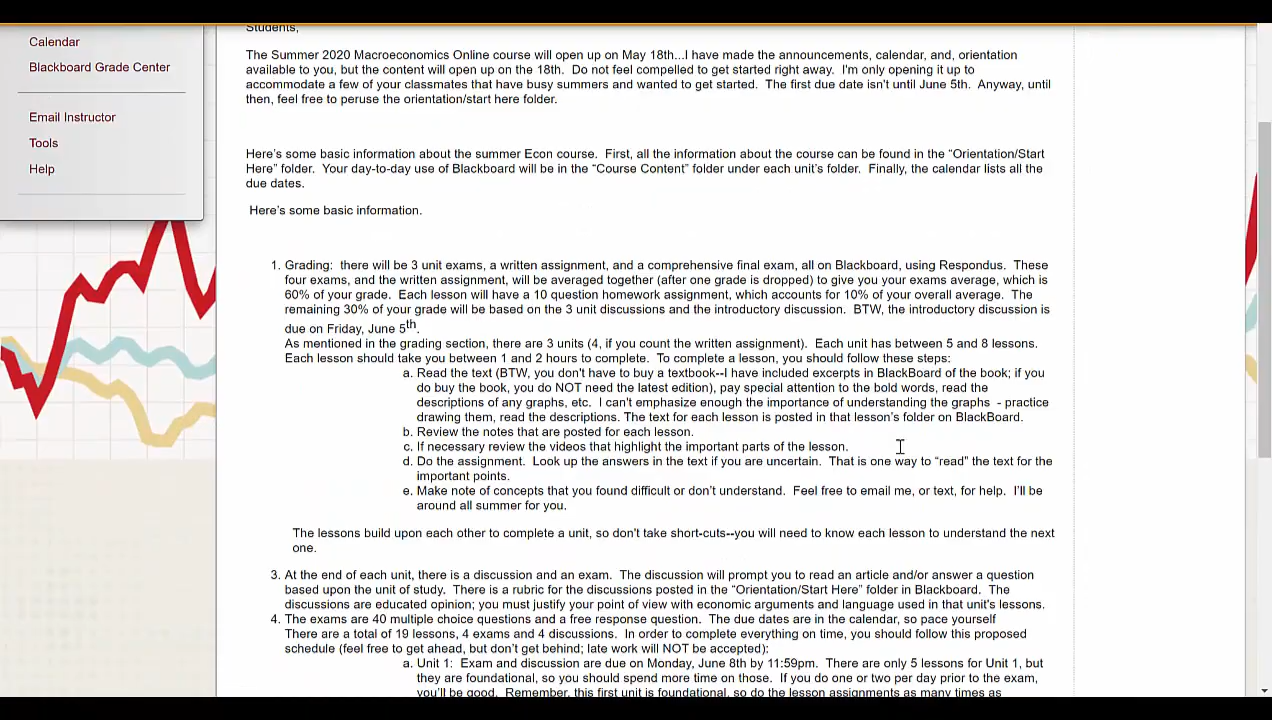 Calendar
Blackboard Grade Center
Email Instructor
Tools
Help
Students,
The Summer 2020 Macroeconomics Online course will open up on May 18th...I have made the announcements, calendar, and, orientation
available to you, but the content will open up on the 18th.  Do not feel compelled to get started right away.  I'm only opening it up to
accommodate a few of your classmates that have busy summers and wanted to get started.  The first due date isn't until June 5th.  Anyway, until
then, feel free to peruse the orientation/start here folder.
Here's some basic information about the summer Econ course.  First, all the information about the course can be found in the “Orientation/Start
Here” folder.  Your day-to-day use of Blackboard will be in the “Course Content” folder under each unit's folder.  Finally, the calendar lists all the
due dates.
Here's some basic information.
1. Grading:  there will be 3 unit exams, a written assignment, and a comprehensive final exam, all on Blackboard, using Respondus.  These
four exams, and the written assignment, will be averaged together (after one grade is dropped) to give you your exams average, which is
60% of your grade.  Each lesson will have a 10 question homework assignment, which accounts for 10% of your overall average.  The
remaining 30% of your grade will be based on the 3 unit discussions and the introductory discussion.  BTW, the introductory discussion is
due on Friday, June 5th.
As mentioned in the grading section, there are 3 units (4, if you count the written assignment).  Each unit has between 5 and 8 lessons.
Each lesson should take you between 1 and 2 hours to complete.  To complete a lesson, you should follow these steps:
a. Read the text (BTW, you don't have to buy a textbook--I have included excerpts in BlackBoard of the book; if you
do buy the book, you do NOT need the latest edition), pay special attention to the bold words, read the
descriptions of any graphs, etc.  I can't emphasize enough the importance of understanding the graphs  - practice
drawing them, read the descriptions. The text for each lesson is posted in that lesson's folder on BlackBoard.
b. Review the notes that are posted for each lesson.
c. If necessary review the videos that highlight the important parts of the lesson.
d. Do the assignment.  Look up the answers in the text if you are uncertain.  That is one way to “read” the text for the
important points.
e. Make note of concepts that you found difficult or don't understand.  Feel free to email me, or text, for help.  I'll be
around all summer for you.
The lessons build upon each other to complete a unit, so don't take short-cuts--you will need to know each lesson to understand the next
one.
3. At the end of each unit, there is a discussion and an exam.  The discussion will prompt you to read an article and/or answer a question
based upon the unit of study.  There is a rubric for the discussions posted in the “Orientation/Start Here” folder in Blackboard.  The
discussions are educated opinion; you must justify your point of view with economic arguments and language used in that unit's lessons.
4. The exams are 40 multiple choice questions and a free response question.  The due dates are in the calendar, so pace yourself
There are a total of 19 lessons, 4 exams and 4 discussions.  In order to complete everything on time, you should follow this proposed
schedule (feel free to get ahead, but don't get behind; late work will NOT be accepted):
a. Unit 1:  Exam and discussion are due on Monday, June 8th by 11:59pm.  There are only 5 lessons for Unit 1, but
they are foundational, so you should spend more time on those.  If you do one or two per day prior to the exam,
you'll be good.  Remember, this first unit is foundational, so do the lesson assignments as many times as